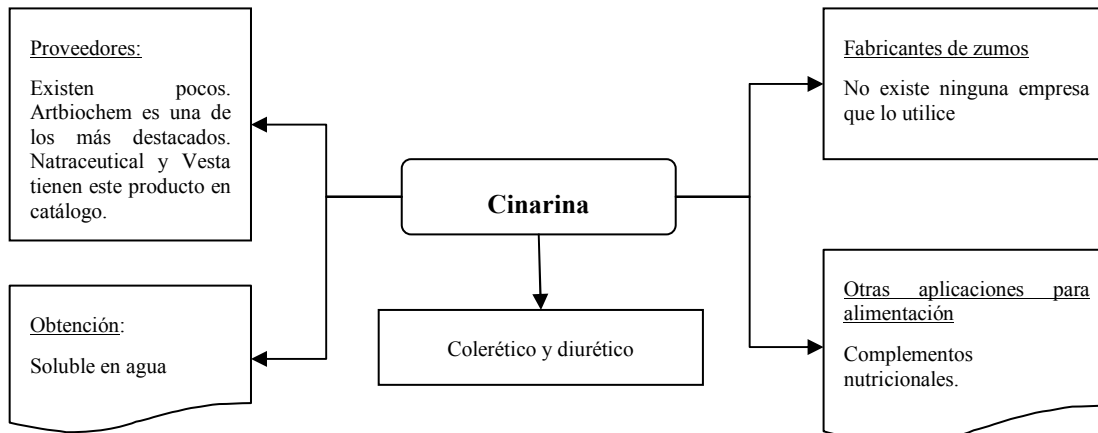 Proveedores:
Existen pocos.
Artbiochem es una de
los más destacados.
Natraceutical y Vesta
tienen este producto en
catálogo.
Obtención:
Soluble en agua
Cinarina
Colerético y diurético
Fabricantes de zumos
No existe ninguna empresa
que lo utilice
Otras aplicaciones para
alimentación
Complementos
nutricionales.